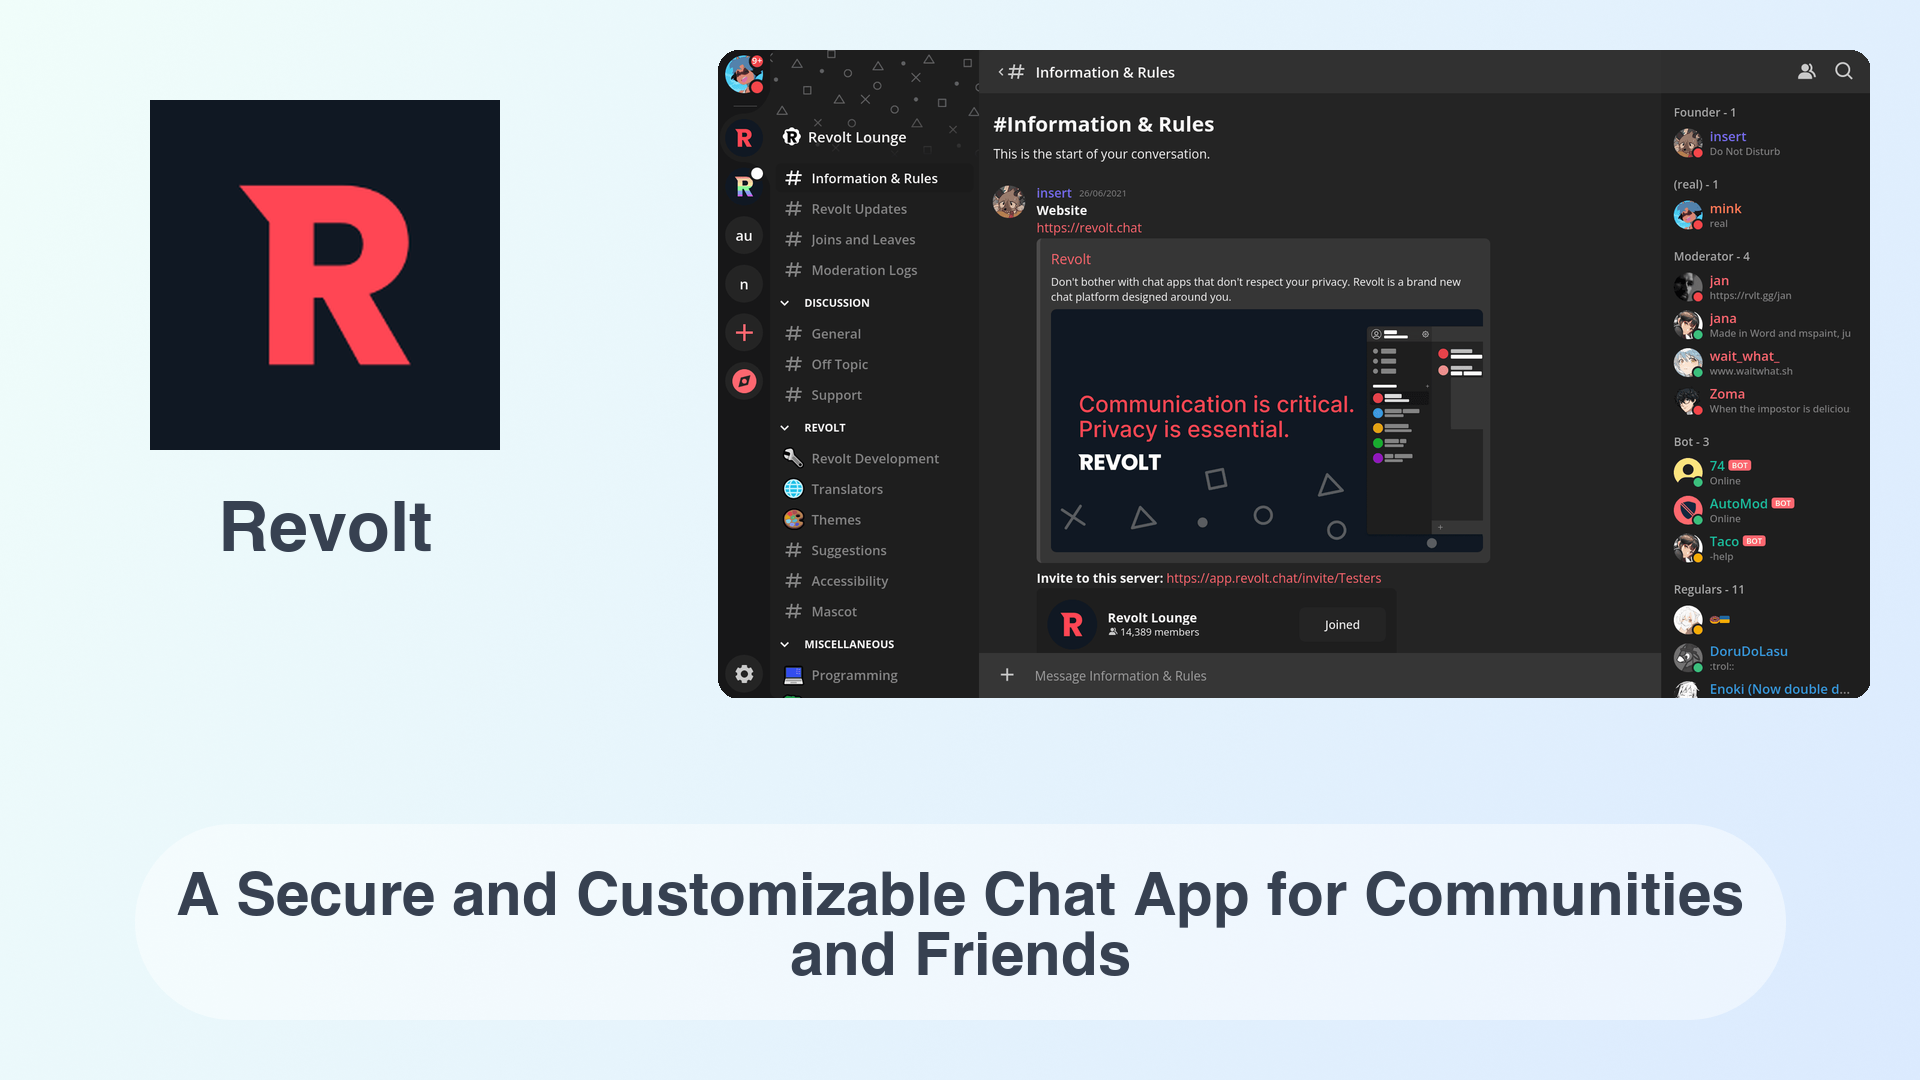 R
Revolt
9+
R
R
au
n
Revolt Lounge
Information & Rules
Revolt Updates
Joins and Leaves
Moderation Logs
DISCUSSION
General
Off Topic
Support
REVOLT
Revolt Development
Translators
Themes
Suggestions
Accessibility
Mascot
MISCELLANEOUS
Programming
Information & Rules
#Information & Rules
This is the start of your conversation.
insert 26/06/2021
Website
https://revolt.chat
Revolt
Don't bother with chat apps that don't respect your privacy. Revolt is a brand new
chat platform designed around you.
Communication is critical.
Privacy is essential.
REVOLT
Invite to this server: https://app.revolt.chat/invite/Testers
R
Revolt Lounge
14,389 members
Joined
Message Information & Rules
Founder - 1
insert
Do Not Disturb
(real) - 1
mink
real
Moderator - 4
jan
https://rvlt.gg/jan
jana
Made in Word and mspaint, ju
wait_what_
www.waitwhat.sh
Zoma
When the impostor is deliciou
Bot - 3
74 BOT
Online
AutoMod BOT
Online
Taco BOT
-help
Regulars - 11
DoruDoLasu
:trol::
Enoki (Now double d...
A Secure and Customizable Chat App for Communities
and Friends